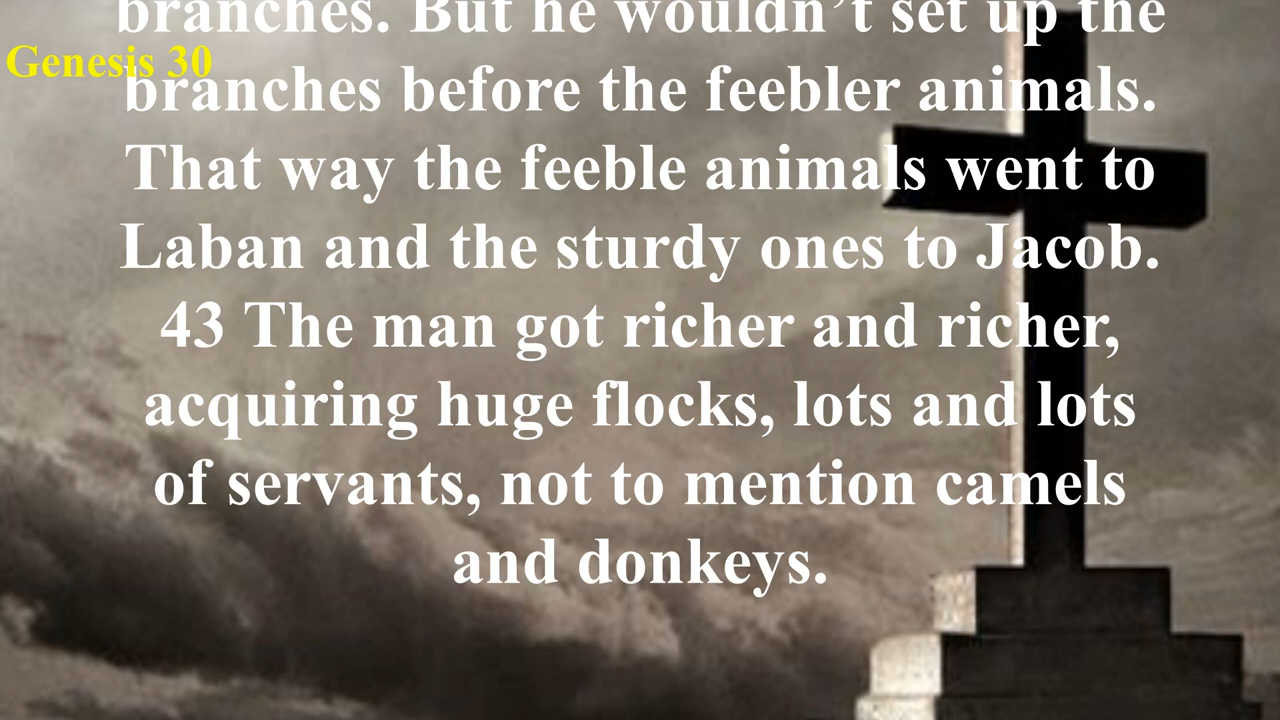 branches. But he wouldn’t set up the
Genesis 30
branches before the feebler animals.
That way the feeble animals went to
Laban and the sturdy ones to Jacob.
43 The man got richer and richer,
acquiring huge flocks, lots and lots
of servants, not to mention camels
and donkeys.